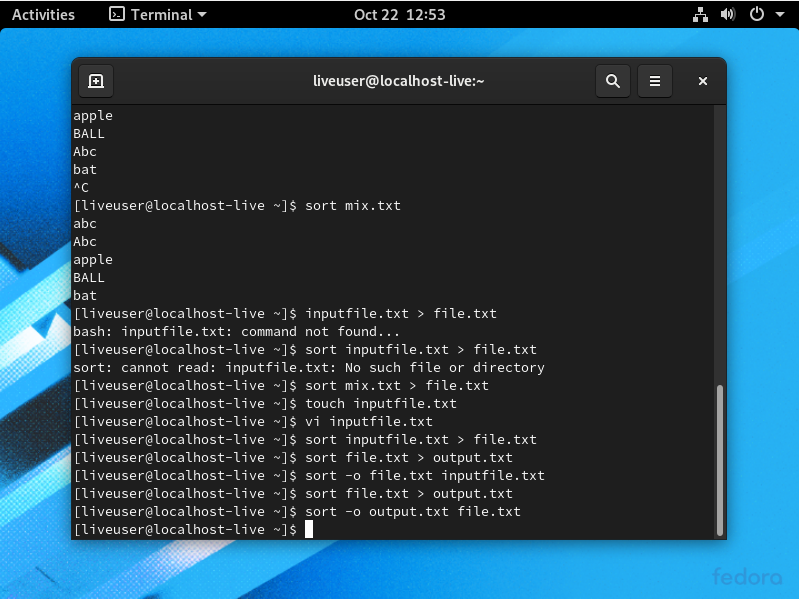 Activities Terminal Oct 22 12:53
liveuser@localhost-live:~
apple
BALL
Abc
bat
^C
[liveuser@localhost-live ~]$ sort mix.txt
abc
Abc
apple
BALL
bat
[liveuser@localhost-live ~]$ inputfile.txt > file.txt
bash: inputfile.txt: command not found...
[liveuser@localhost-live ~]$ sort inputfile.txt > file.txt
sort: cannot read: inputfile.txt: No such file or directory
[liveuser@localhost-live ~]$ sort mix.txt > file.txt
[liveuser@localhost-live ~]$ touch inputfile.txt
[liveuser@localhost-live ~]$ vi inputfile.txt
[liveuser@localhost-live ~]$ sort inputfile.txt > file.txt
[liveuser@localhost-live ~]$ sort file.txt > output.txt
[liveuser@localhost-live ~]$ sort -o file.txt inputfile.txt
[liveuser@localhost-live ~]$ sort file.txt > output.txt
[liveuser@localhost-live ~]$ sort -o output.txt file.txt
[liveuser@localhost-live ~]$
fedora